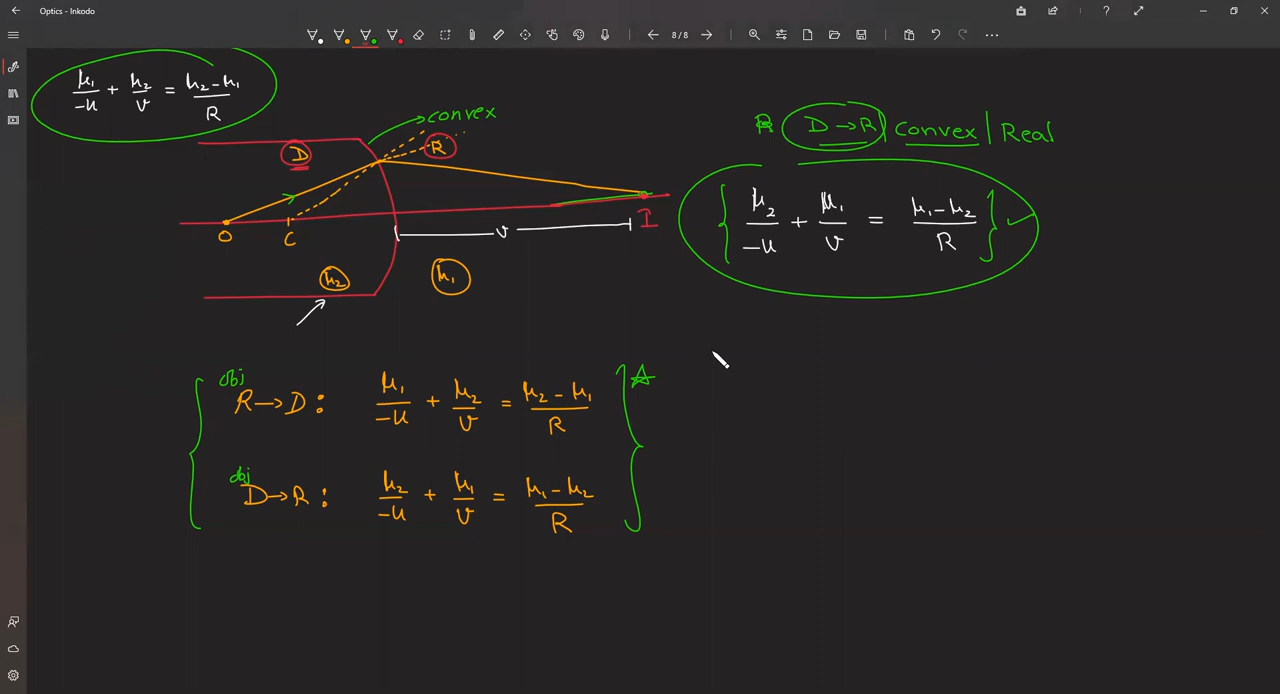 Optics - Inkodo
8/8
μ₁/-u + μ₂/v = μ₂-μ₁/R
convex
D
R
O
C
v
I
μ₂
μ₁
D → R | Convex | Real
μ₂/-u + μ₁/v = μ₁-μ₂/R
obj
R → D : μ₁/-u + μ₂/v = μ₂-μ₁/R
obj
D → R : μ₂/-u + μ₁/v = μ₁-μ₂/R